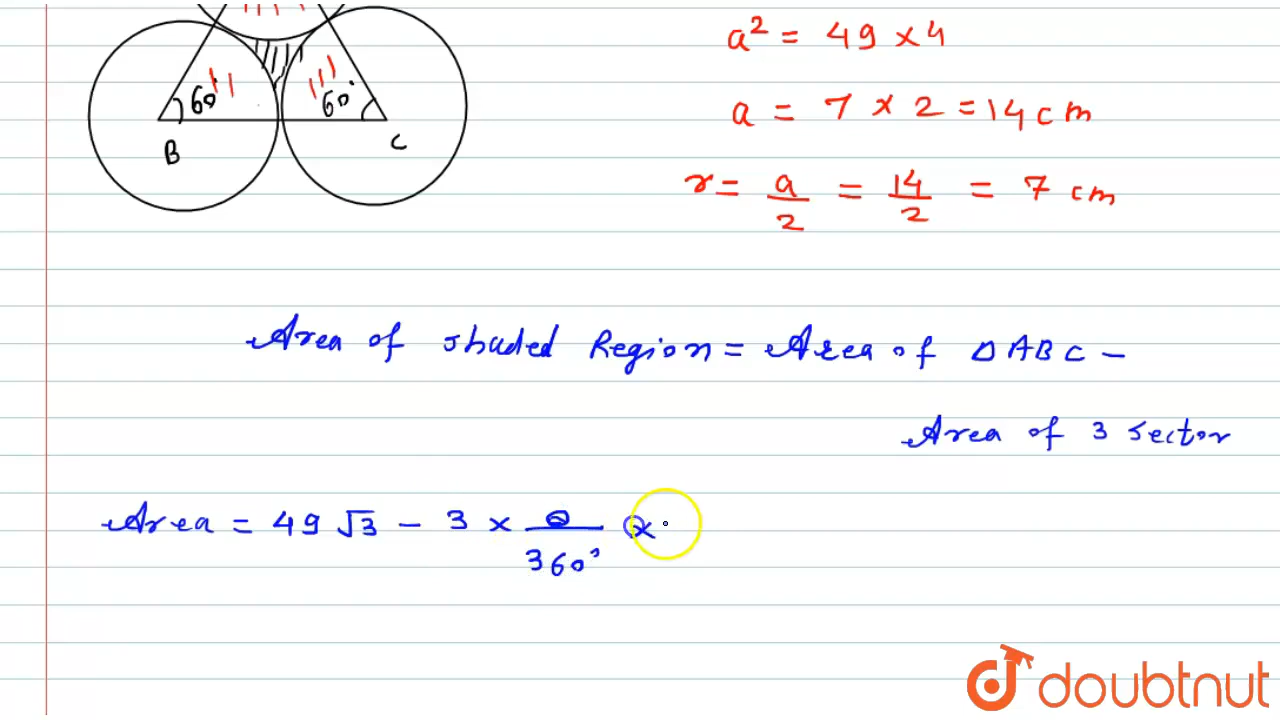 a² = 49 × 4
a = 7 × 2 = 14 cm
60°
60°
B
C
r = a/2 = 14/2 = 7 cm
Area of shaded Region = Area of Δ ABC −
Area of 3 sector
Area = 49 √3 − 3 × θ/360° ×
doubtnut